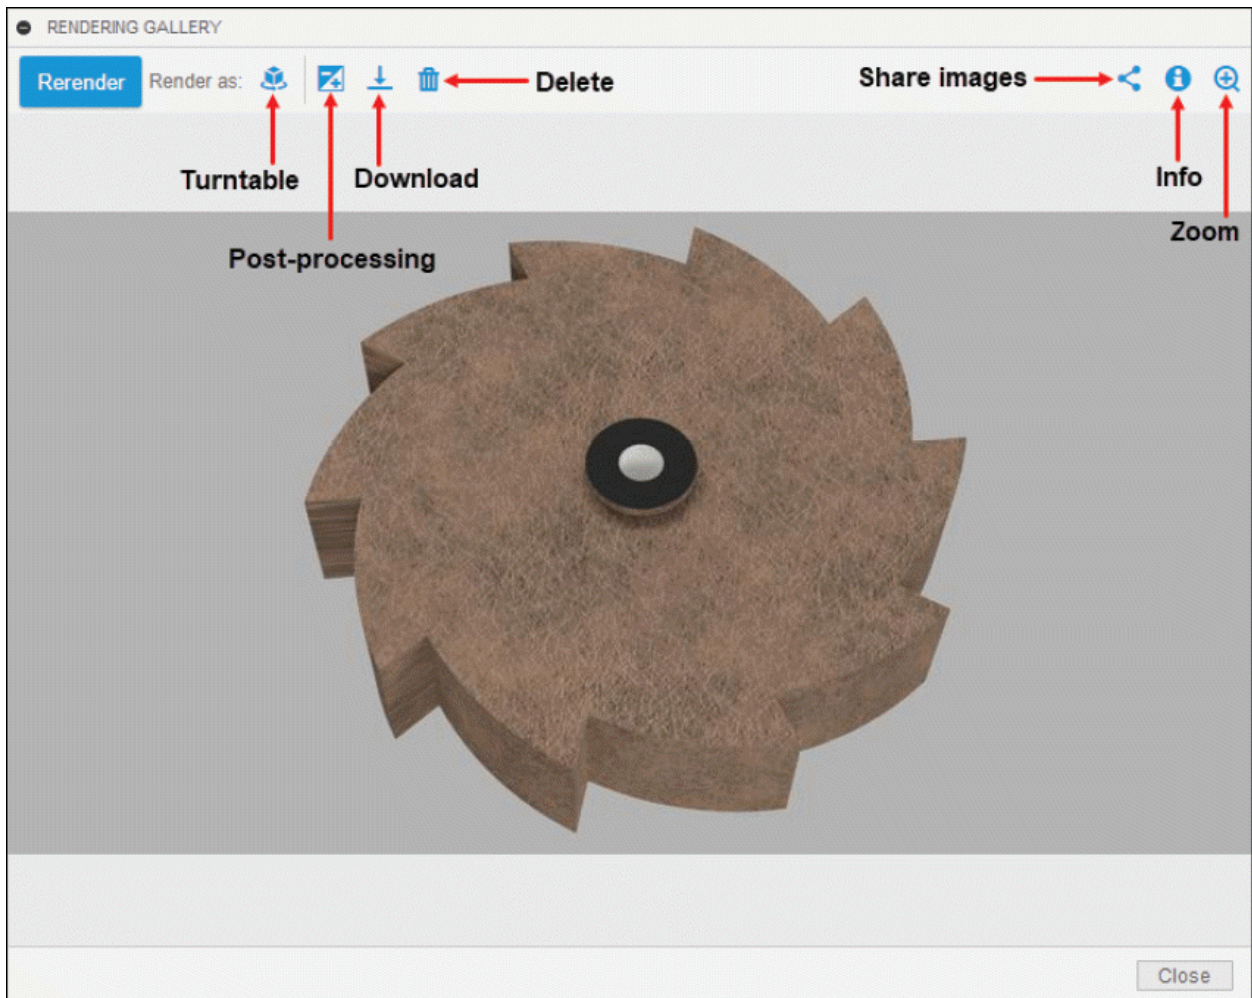 RENDERING GALLERY
Rerender Render as: Delete Share images
Turntable Download Info
Zoom
Post-processing
Close